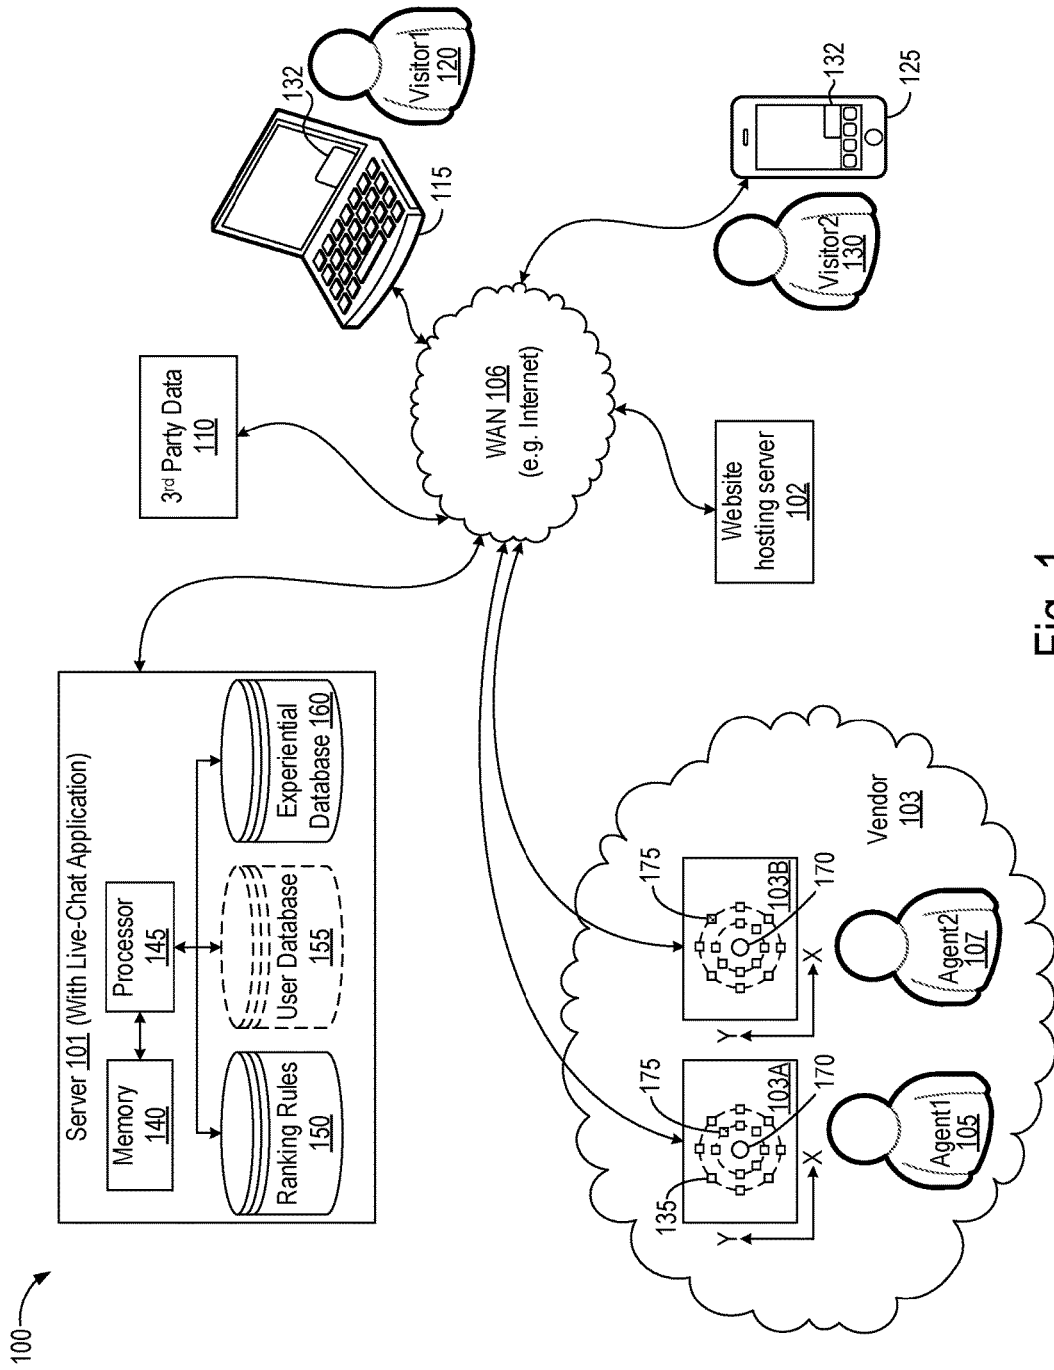 100
Server 101 (With Live-Chat Application)
Memory
140
Processor
145
Ranking Rules
150
User Database
155
Experiential
Database 160
3rd Party Data
110
132
115
Visitor1
120
WAN 106
(e.g. Internet)
Website
hosting server
102
Visitor2
130
132
125
Vendor
103
135
175
103A
170
Y
X
Agent1
105
175
103B
170
Y
X
Agent2
107
Fig. 1